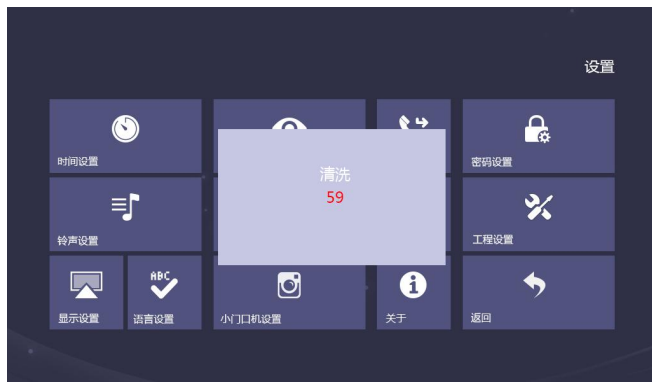 设置
清洗
59
时间设置
密码设置
铃声设置
工程设置
ABC
显示设置
语言设置
小门口机设置
关于
返回